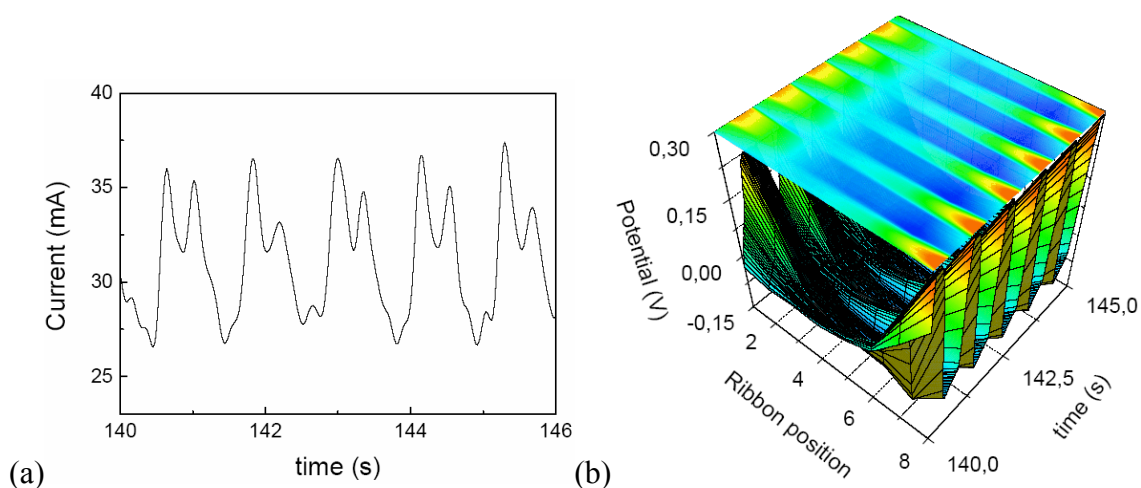 40
35
30
25
Current (mA)
140
142
144
146
time (s)
(a)
0,30
0,15
0,00
-0,15
Potential (V)
2
4
6
8
Ribbon position
140,0
142,5
145,0
time (s)
(b)